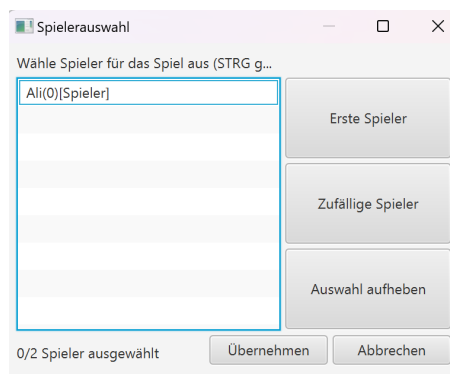 Spielerauswahl
Wähle Spieler für das Spiel aus (STRG g...
Ali(0)[Spieler]
Erste Spieler
Zufällige Spieler
Auswahl aufheben
0/2 Spieler ausgewählt
Übernehmen
Abbrechen